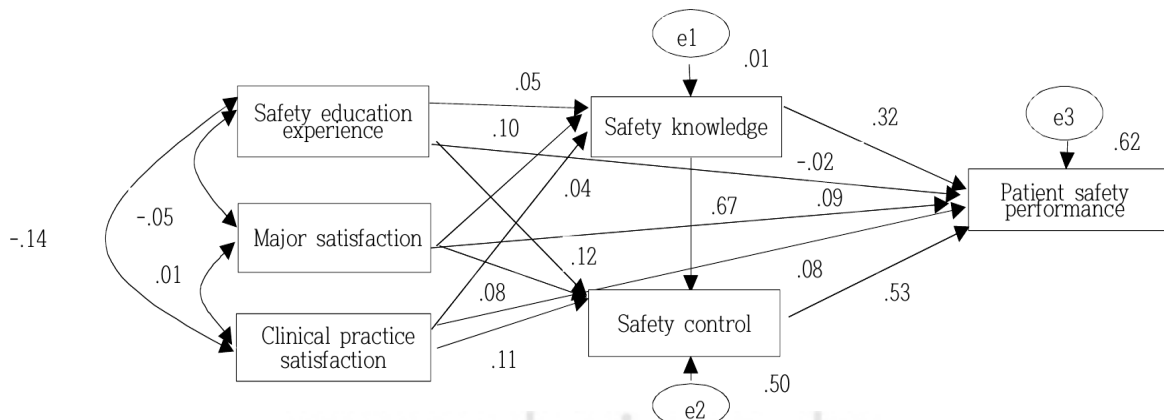 e1
.01
.05
Safety education
experience
.10
Safety knowledge
.32
e3
.62
-.02
.04
Patient safety
performance
-.05
.67
.09
-.14
Major satisfaction
.12
.01
.08
.08
.53
Clinical practice
satisfaction
Safety control
.11
.50
e2